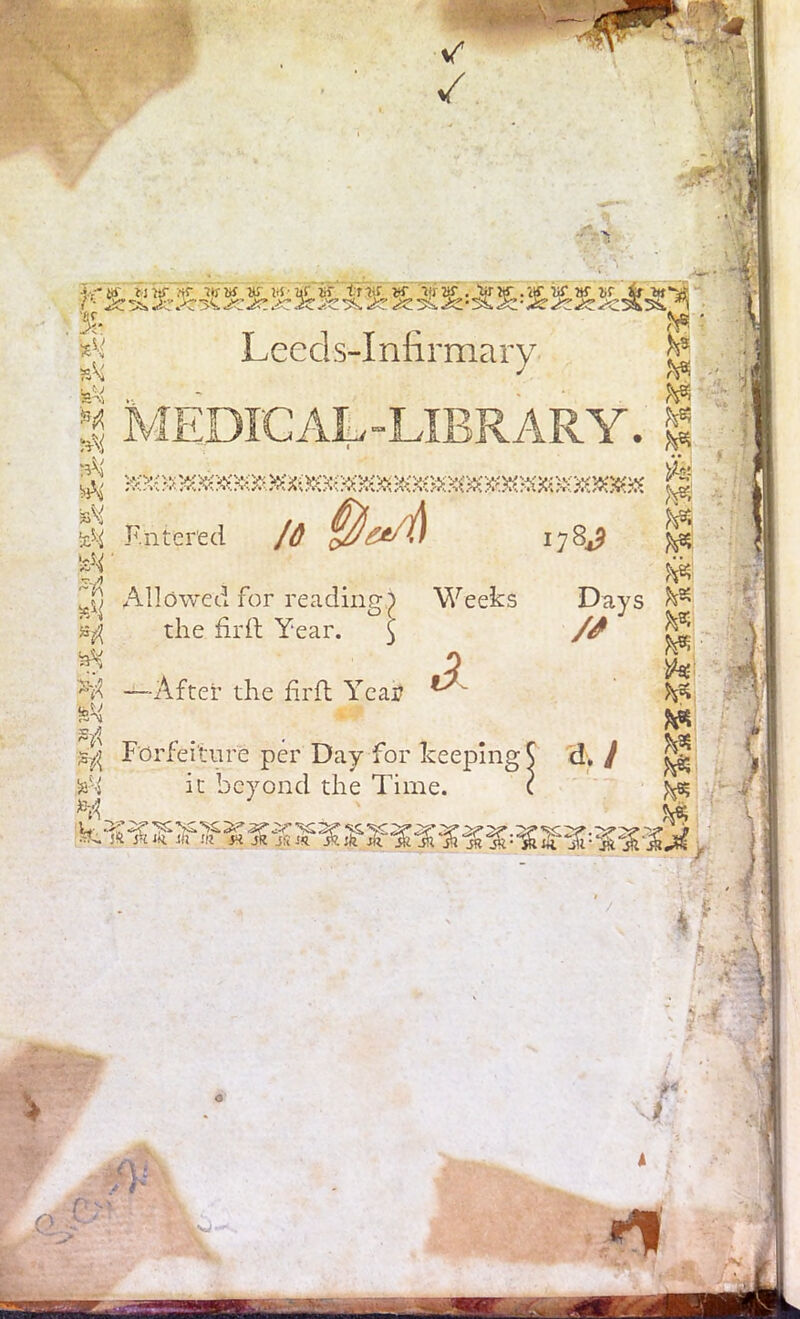 Leeds-Infirmary
MEDICAL-LIBRARY.
Entered 10 1783
Allowed for reading Weeks Days
the firſt Year. 10
—After the firſt Year 3
Forfeiture per Day for keeping d. 1
it beyond the Time.